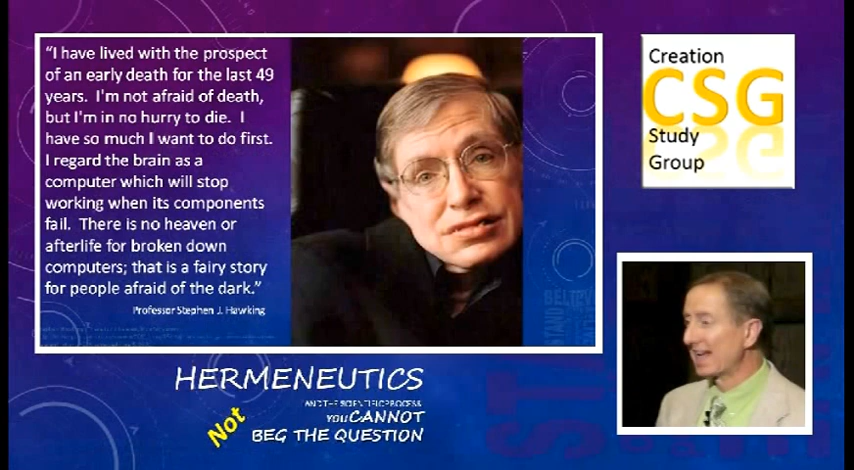 “I have lived with the prospect
of an early death for the last 49
years.  I'm not afraid of death,
but I'm in no hurry to die.  I
have so much I want to do first.
I regard the brain as a
computer which will stop
working when its components
fail.  There is no heaven or
afterlife for broken down
computers; that is a fairy story
for people afraid of the dark.”
Professor Stephen J. Hawking
Creation
CSG
Study
Group
HERMENEUTICS
AND THE SCIENTIFIC PROCESS
YOU CANNOT
Not
BEG THE QUESTION